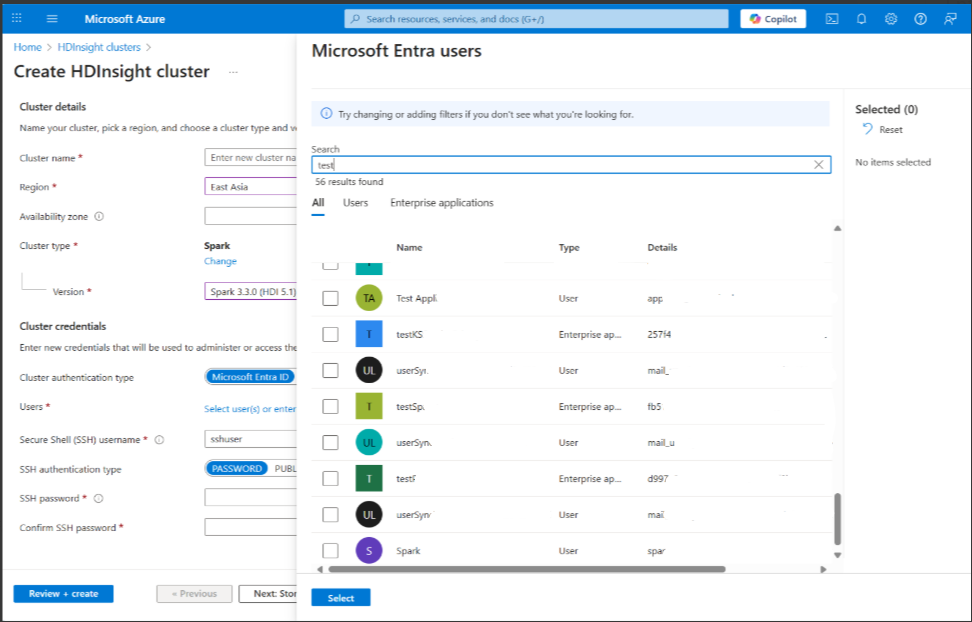 Microsoft Azure
Search resources, services, and docs (G+/)
Copilot
Home > HDInsight clusters >
Create HDInsight cluster ...
Cluster details
Name your cluster, pick a region, and choose a cluster type and ve
Cluster name *
Enter new cluster na
Region *
East Asia
Availability zone
Cluster type *
Spark
Change
Version *
Spark 3.3.0 (HDI 5.1)
Cluster credentials
Enter new credentials that will be used to administer or access the
Cluster authentication type
Microsoft Entra ID
Users *
Select user(s) or enter
Secure Shell (SSH) username *
sshuser
SSH authentication type
PASSWORD PUBL
SSH password *
Confirm SSH password *
Review + create
« Previous
Next: Stor
Microsoft Entra users
Try changing or adding filters if you don't see what you're looking for.
Search
test
56 results found
All Users Enterprise applications
Name Type Details
TA Test Appli User app
T testKS Enterprise ap... 257f4
UL userSyn User mail_
T testSp Enterprise ap... fb5
UL userSyn User mail_u
T testF Enterprise ap... d997
UL userSyn User mail
S Spark User spar
Select
Selected (0)
Reset
No items selected